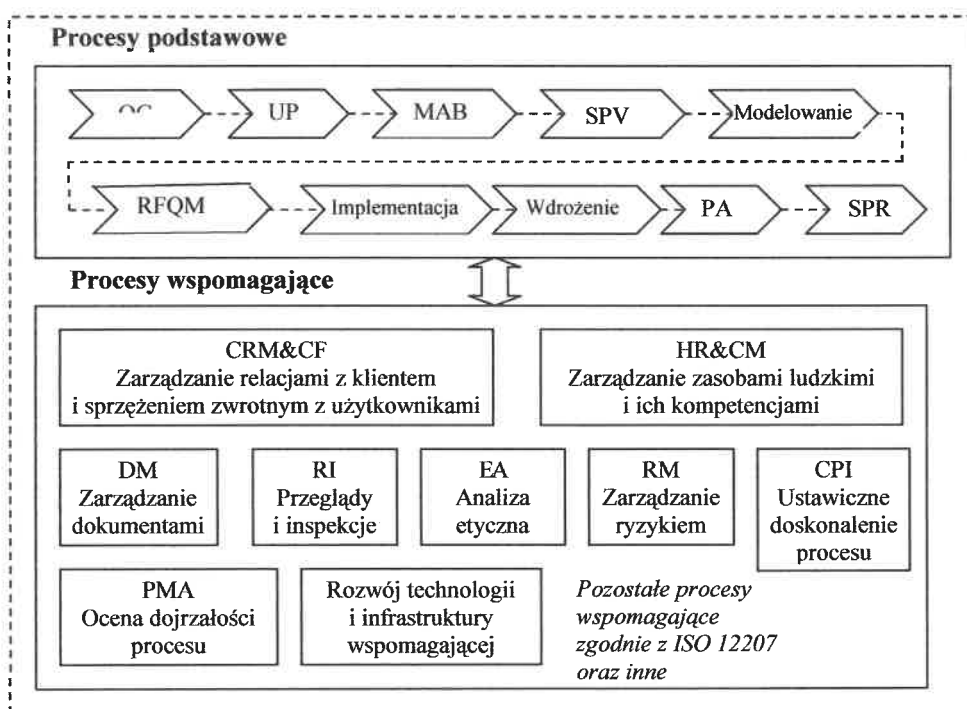 Procesy podstawowe
UP
MAB
SPV
Modelowanie
RFQM
Implementacja
Wdrożenie
PA
SPR
Procesy wspomagające
CRM&CF
Zarządzanie relacjami z klientem
i sprzężeniem zwrotnym z użytkownikami
HR&CM
Zarządzanie zasobami ludzkimi
i ich kompetencjami
DM
Zarządzanie
dokumentami
RI
Przeglądy
i inspekcje
EA
Analiza
etyczna
RM
Zarządzanie
ryzykiem
CPI
Ustawiczne
doskonalenie
procesu
PMA
Ocena dojrzałości
procesu
Rozwój technologii
i infrastruktury
wspomagającej
Pozostałe procesy
wspomagające
zgodnie z ISO 12207
oraz inne